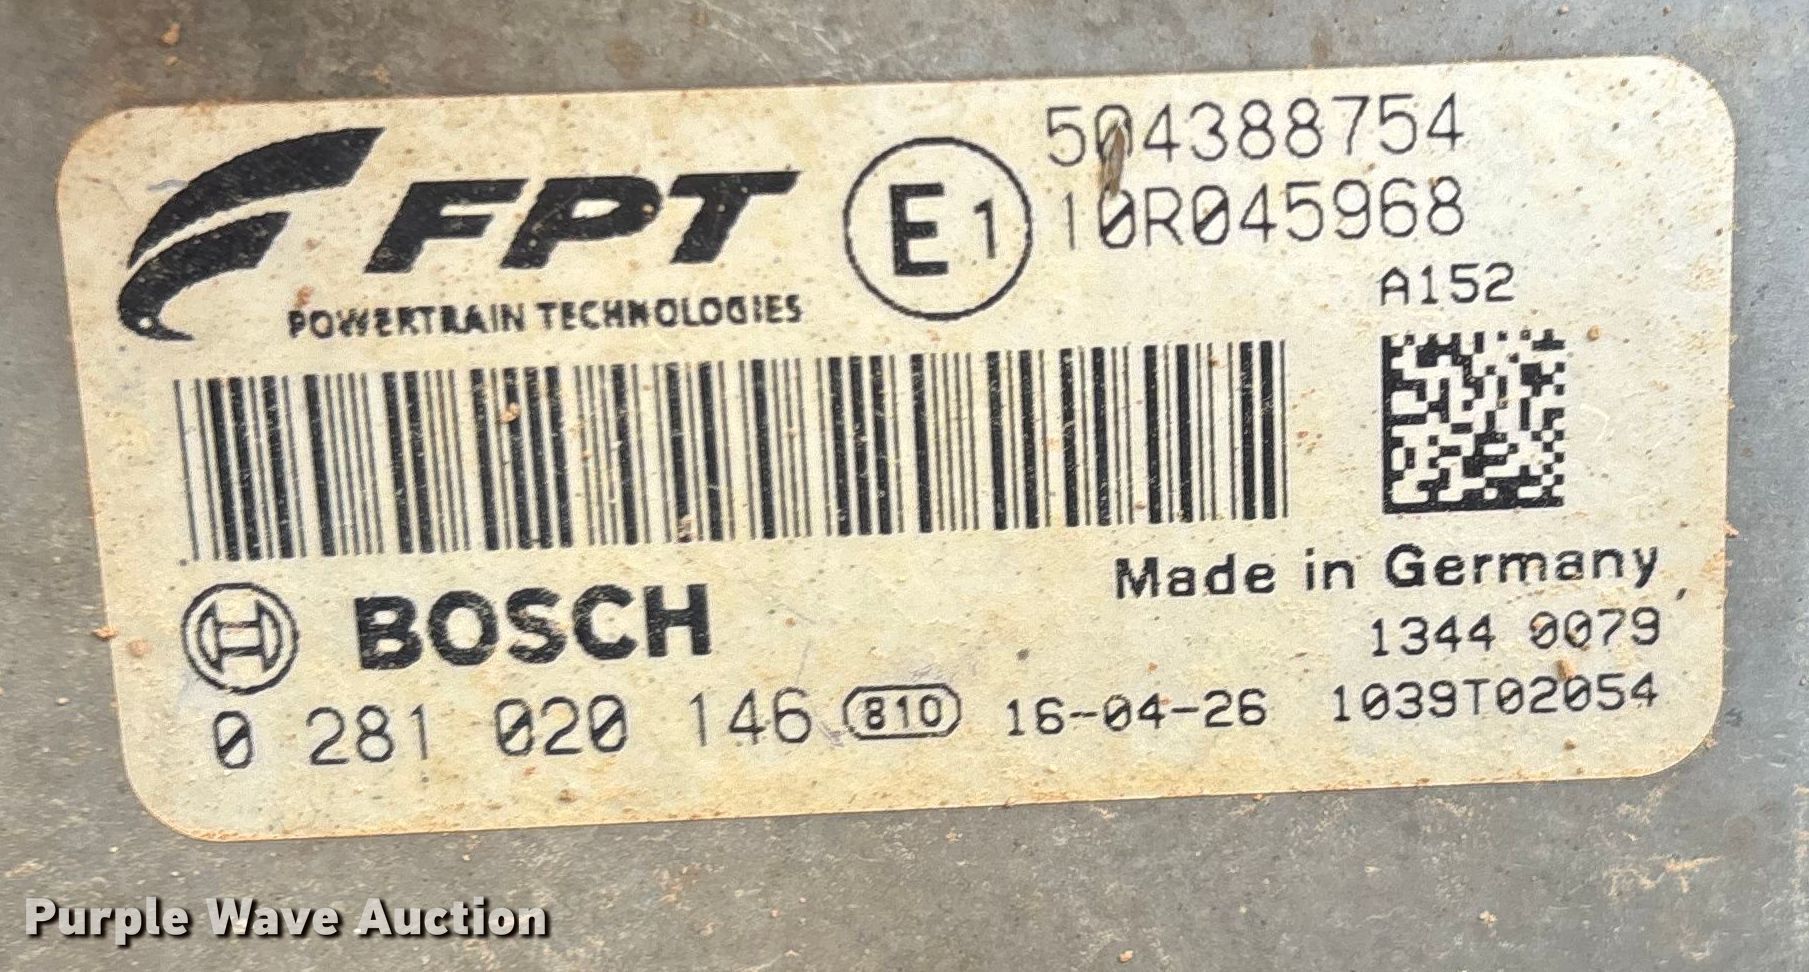 FPT
POWERTRAIN TECHNOLOGIES
E1
504388754
10R045968
A152
BOSCH
Made in Germany
1344 0079
0 281 020 146 810 16-04-26 1039T02054
Purple Wave Auction